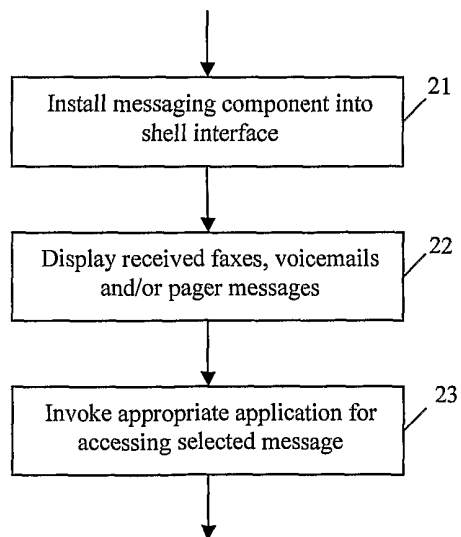 Install messaging component into
shell interface
21
Display received faxes, voicemails
and/or pager messages
22
Invoke appropriate application for
accessing selected message
23